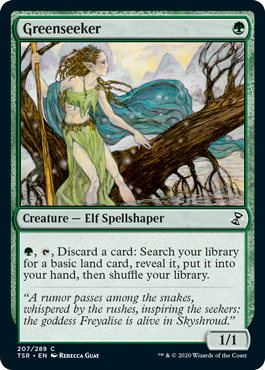 Greenseeker
Creature — Elf Spellshaper
, , Discard a card: Search your library
for a basic land card, reveal it, put it into
your hand, then shuffle your library.
“A rumor passes among the snakes,
whispered by the rushes, inspiring the seekers:
the goddess Freyalise is alive in Skyshroud.”
1/1
207/289 C
TSR • EN Rebecca Guay
™ & © 2020 Wizards of the Coast